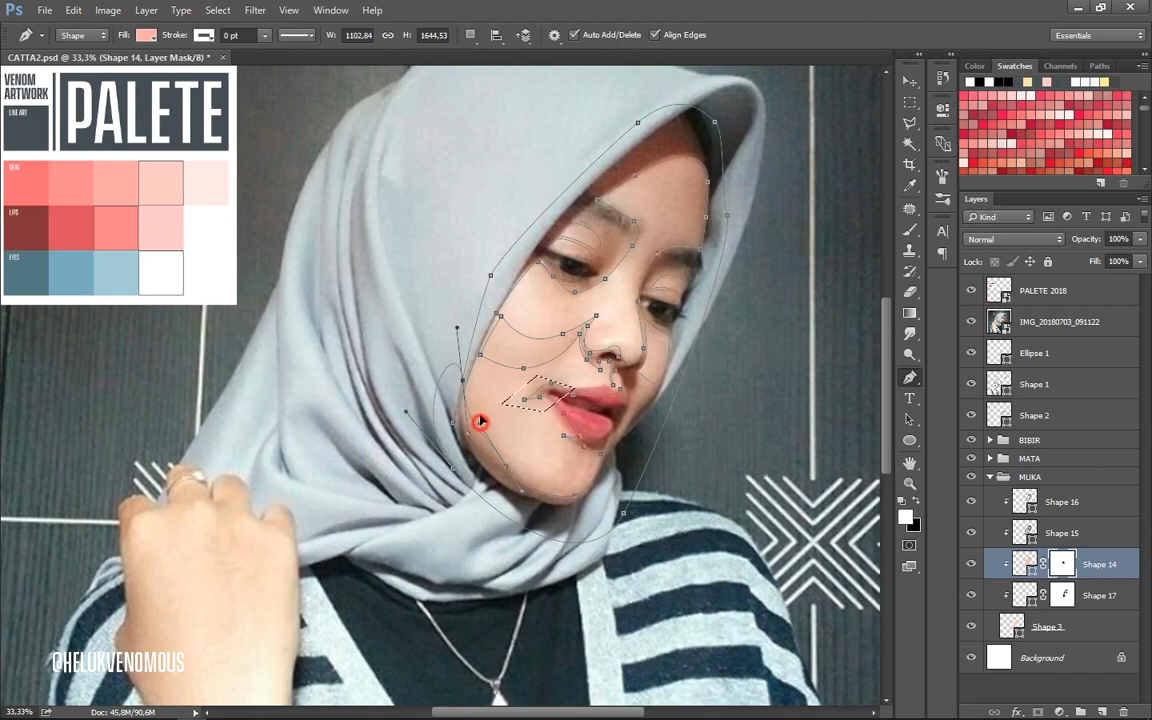 Ps File Edit Image Layer Type Select Filter View Window Help
Shape Fill: Stroke: 0 pt W: 1102,84 H: 1644,53 Auto Add/Delete Align Edges Essentials
CATTA2.psd @ 33,3% (Shape 14, Layer Mask/8) * ×
VENOM
ARTWORK
LINE ART
PALETE
SKIN
LIPS
EYES
Color Swatches Channels Paths
Layers
Kind
Normal Opacity: 100%
Lock: Fill: 100%
PALETE 2018
IMG_20180703_091122
Ellipse 1
Shape 1
Shape 2
BIBIR
MATA
MUKA
Shape 16
Shape 15
Shape 14
Shape 17
Shape 3
Background
@HELUKVENOMOUS
33,33% Doc: 45,8M/90,6M